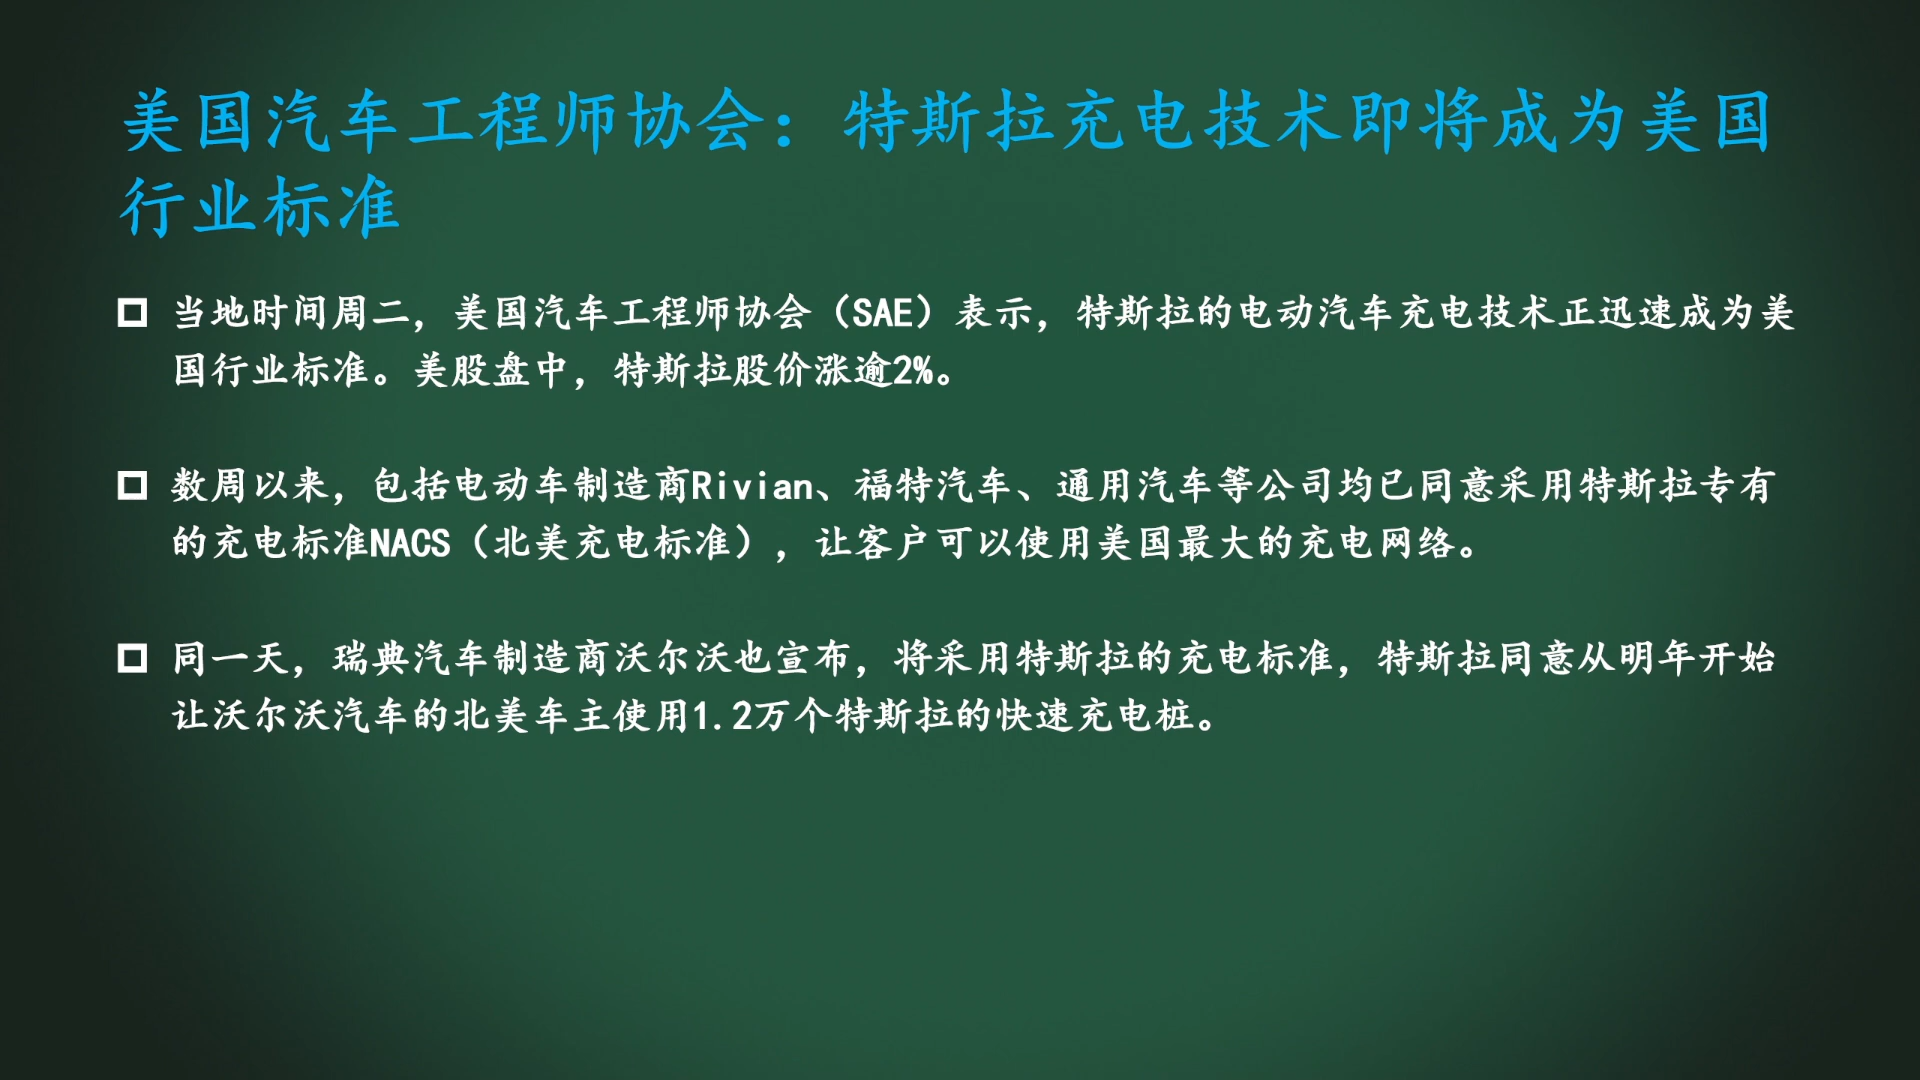 美国汽车工程师协会：特斯拉充电技术即将成为美国
行业标准
当地时间周二，美国汽车工程师协会（SAE）表示，特斯拉的电动汽车充电技术正迅速成为美
国行业标准。美股盘中，特斯拉股价涨逾2%。
数周以来，包括电动车制造商Rivian、福特汽车、通用汽车等公司均已同意采用特斯拉专有
的充电标准NACS（北美充电标准），让客户可以使用美国最大的充电网络。
同一天，瑞典汽车制造商沃尔沃也宣布，将采用特斯拉的充电标准，特斯拉同意从明年开始
让沃尔沃汽车的北美车主使用1.2万个特斯拉的快速充电桩。